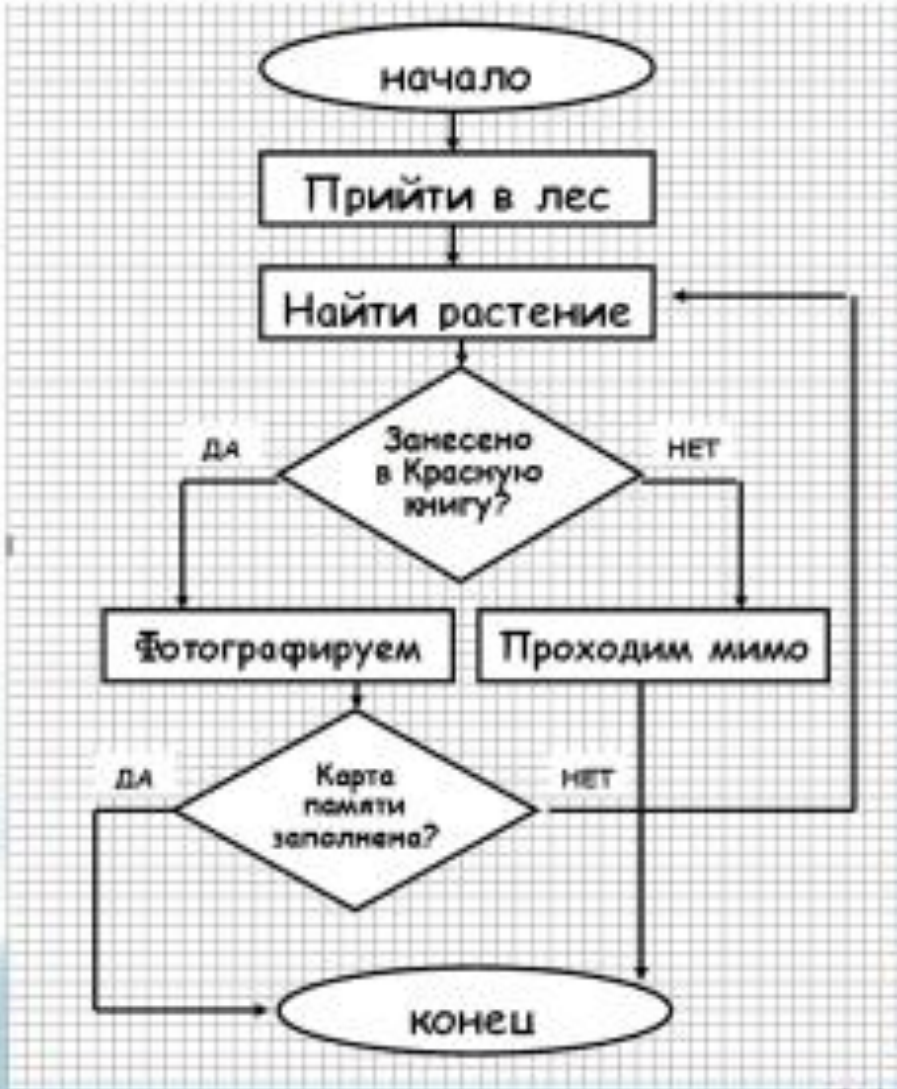 начало
Прийти в лес
Найти растение
ДА
Занесено
в Красную
книгу?
НЕТ
Фотографируем
Проходим мимо
ДА
Карта
памяти
заполнена?
НЕТ
конец